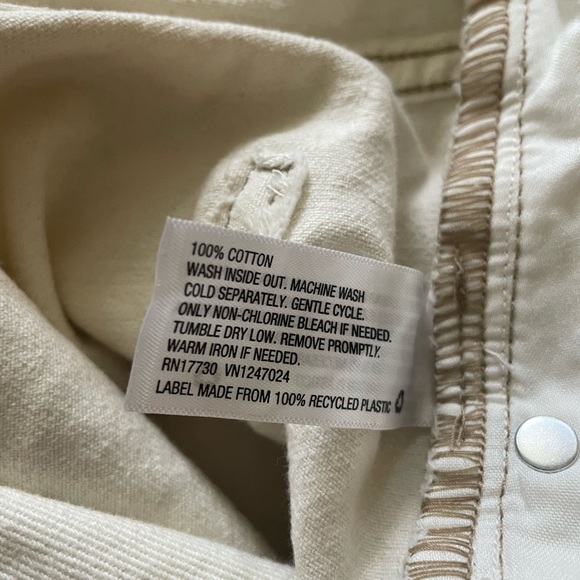 100% COTTON
WASH INSIDE OUT. MACHINE WASH
COLD SEPARATELY. GENTLE CYCLE.
ONLY NON-CHLORINE BLEACH IF NEEDED.
TUMBLE DRY LOW. REMOVE PROMPTLY.
WARM IRON IF NEEDED.
RN17730 VN1247024
LABEL MADE FROM 100% RECYCLED PLASTIC